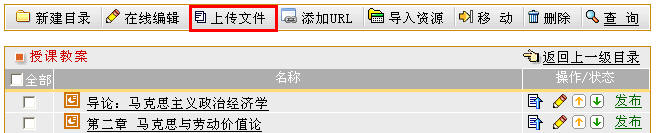 新建目录 在线编辑 上传文件 添加URL 导入资源 移 动 删除 查 询
授课教案 返回上一级目录
全部 名称 操作/状态
导论：马克思主义政治经济学 发布
第二章 马克思与劳动价值论 发布